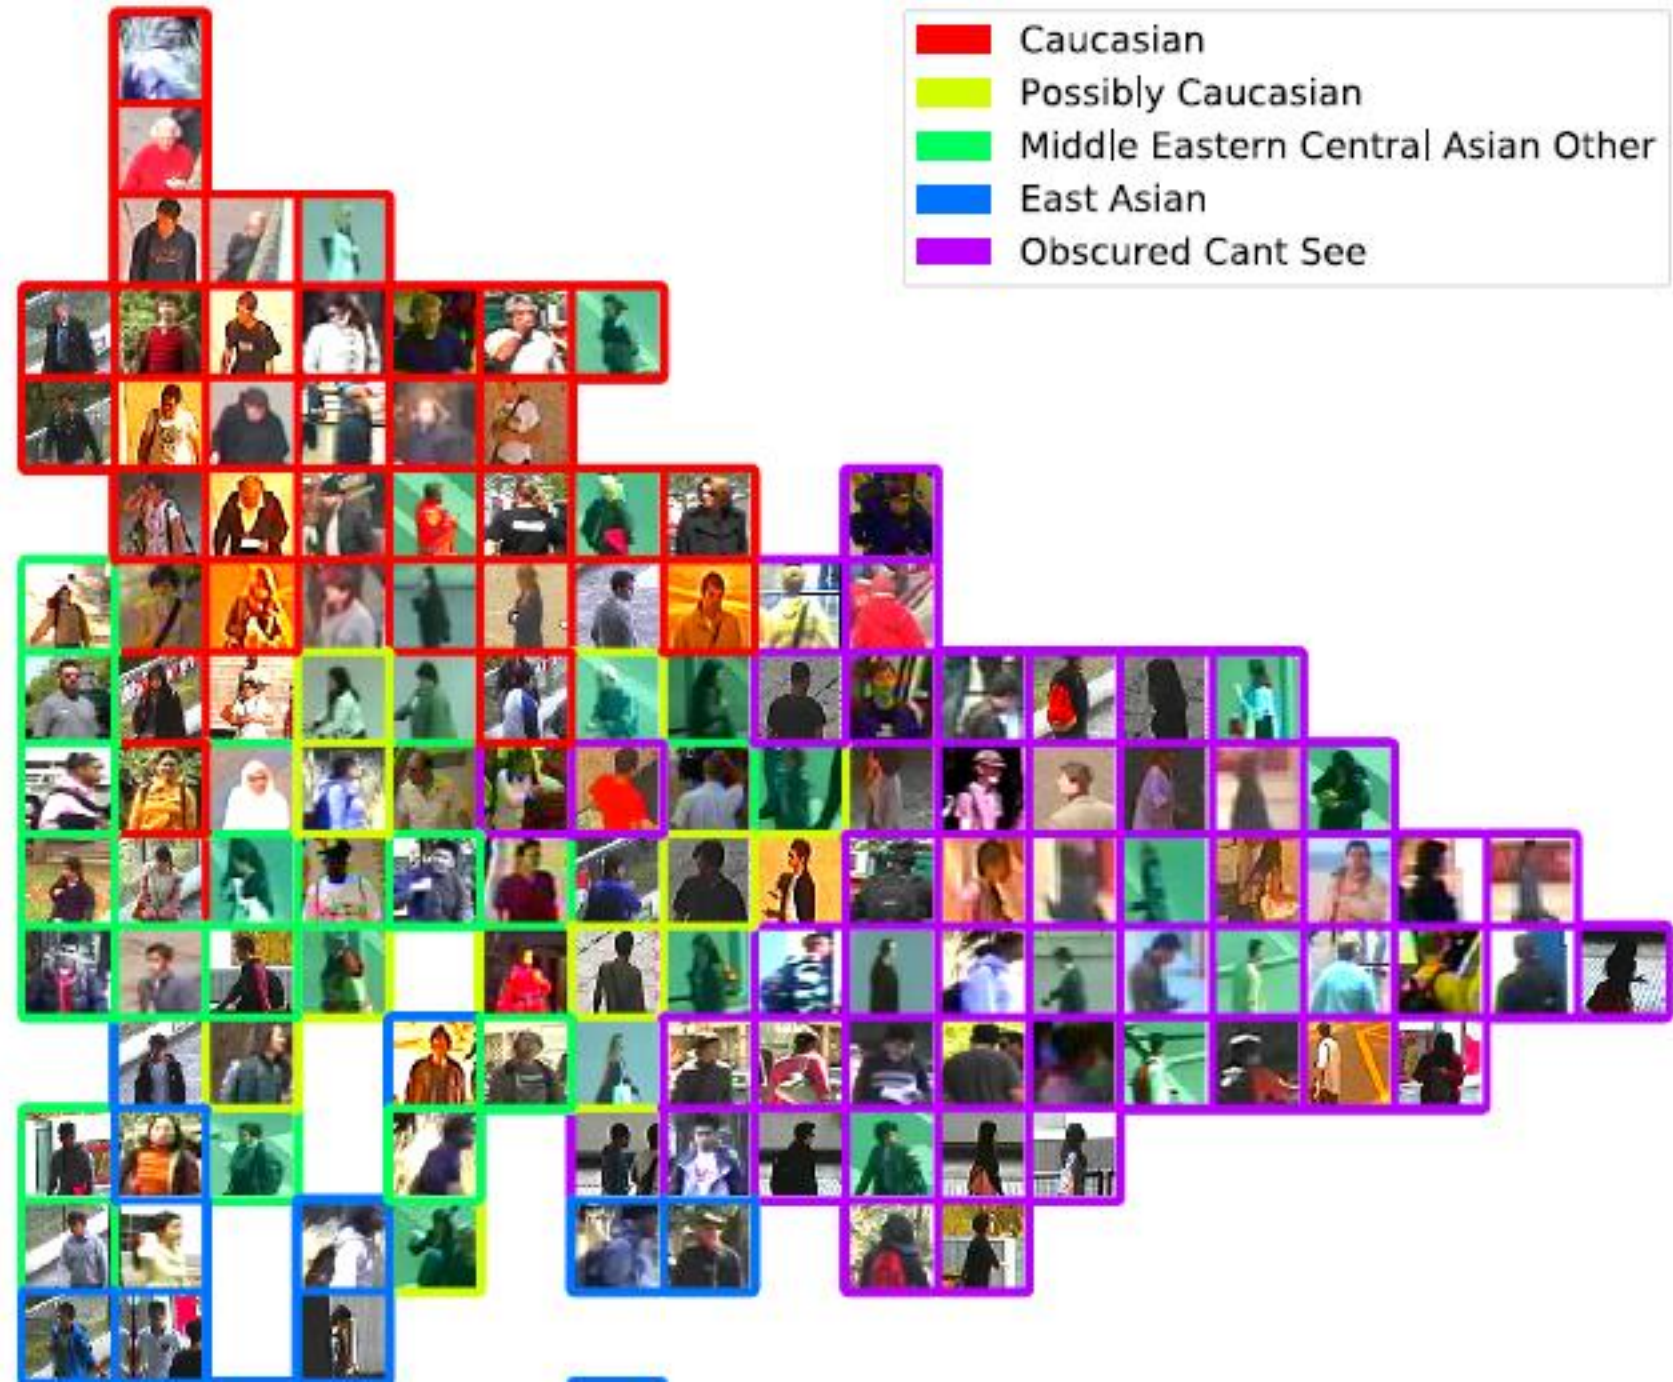 Caucasian
Possibly Caucasian
Middle Eastern Central Asian Other
East Asian
Obscured Cant See